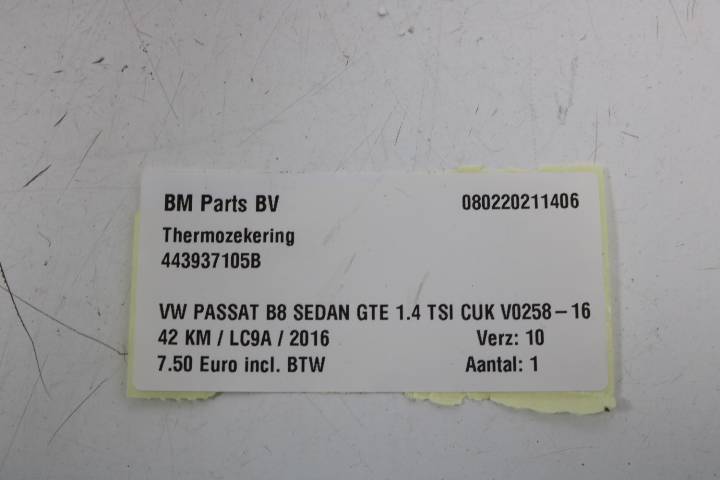 BM Parts BV 080220211406
Thermozekering
443937105B
VW PASSAT B8 SEDAN GTE 1.4 TSI CUK V0258-16
42 KM / LC9A / 2016 Verz: 10
7.50 Euro incl. BTW Aantal: 1